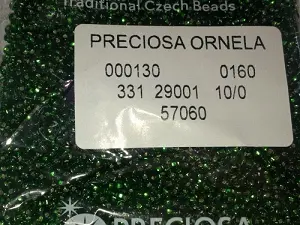 Traditional Czech Beads
PRECIOSA ORNELA
000130 0160
331 29001 10/0
57060
PRECIOSA